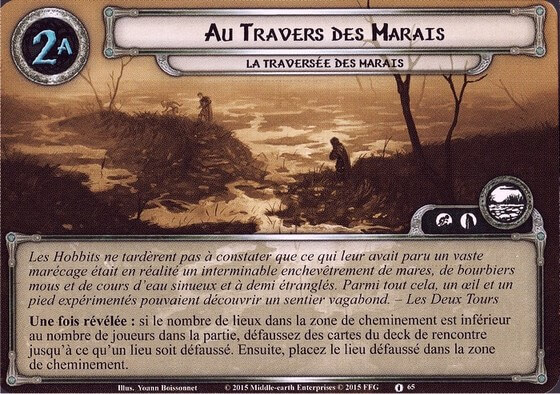 2A
AU TRAVERS DES MARAIS
LA TRAVERSÉE DES MARAIS
Les Hobbits ne tardèrent pas à constater que ce qui leur avait paru un vaste
marécage était en réalité un interminable enchevêtrement de mares, de bourbiers
mous et de cours d'eau sinueux et à demi étranglés. Parmi tout cela, un œil et un
pied expérimentés pouvaient découvrir un sentier vagabond. – Les Deux Tours
Une fois révélée : si le nombre de lieux dans la zone de cheminement est inférieur
au nombre de joueurs dans la partie, défaussez des cartes du deck de rencontre
jusqu'à ce qu'un lieu soit défaussé. Ensuite, placez le lieu défaussé dans la zone
de cheminement.
Illus. Yoann Boissonnet © 2015 Middle-earth Enterprises © 2015 FFG 65